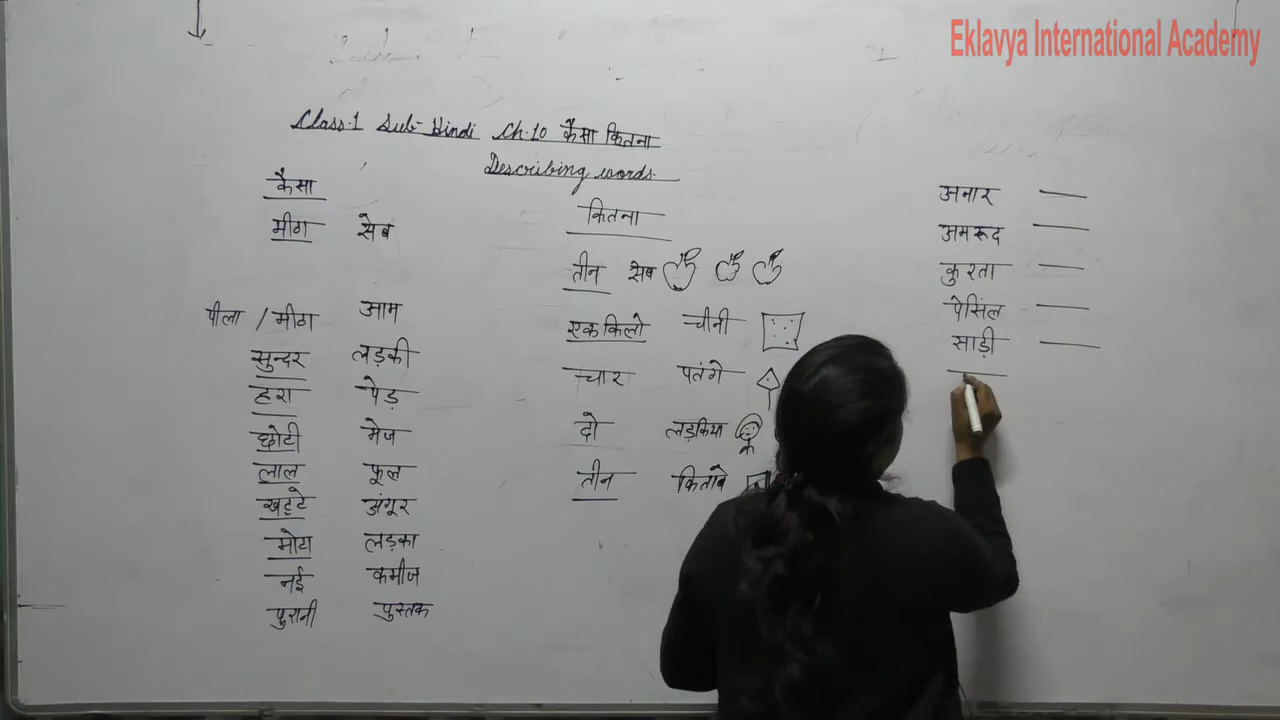 Eklavya International Academy
Class.1 Sub- Hindi Ch.10 कैसा कितना
Describing words.
कैसा
मीठा सेब
पीला / मीठा आम
सुन्दर लड़की
हरा पेड़
छोटी मेज
लाल फूल
खट्टे अंगूर
मोटा लड़का
नई कमीज
पुरानी पुस्तक
कितना
तीन सेब
एक किलो चीनी
चार पतंगे
दो लड़किया
तीन किताबे
अनार —
अमरूद —
कुरता —
पेसिंल —
साड़ी —